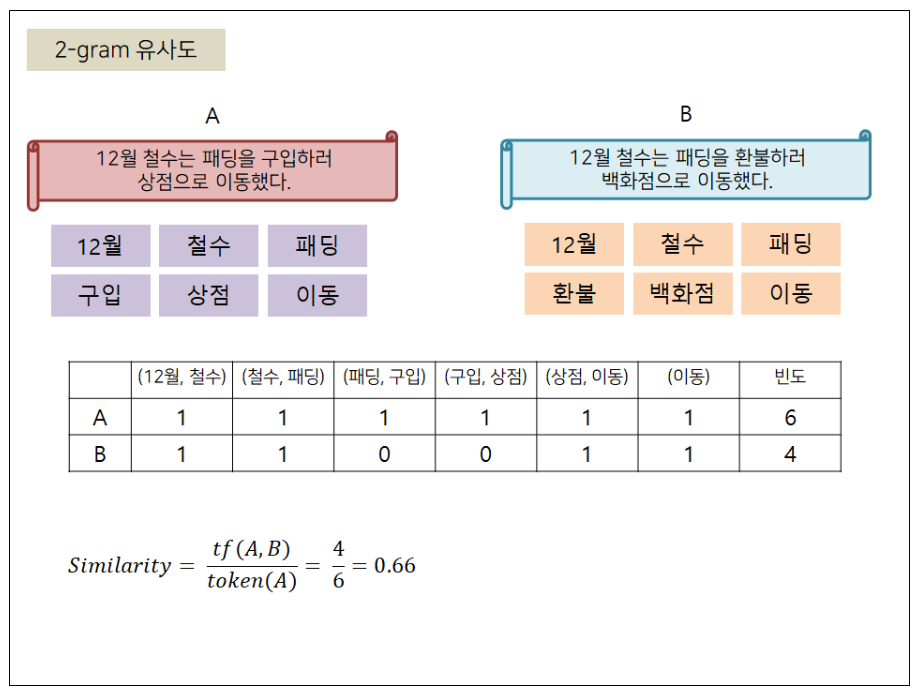 2-gram 유사도
A
12월 철수는 패딩을 구입하러
상점으로 이동했다.
B
12월 철수는 패딩을 환불하러
백화점으로 이동했다.
12월 철수 패딩
구입 상점 이동
12월 철수 패딩
환불 백화점 이동
(12월, 철수) (철수, 패딩) (패딩, 구입) (구입, 상점) (상점, 이동) (이동) 빈도
A 1 1 1 1 1 1 6
B 1 1 0 0 1 1 4
Similarity = tf(A, B) / token(A) = 4 / 6 = 0.66